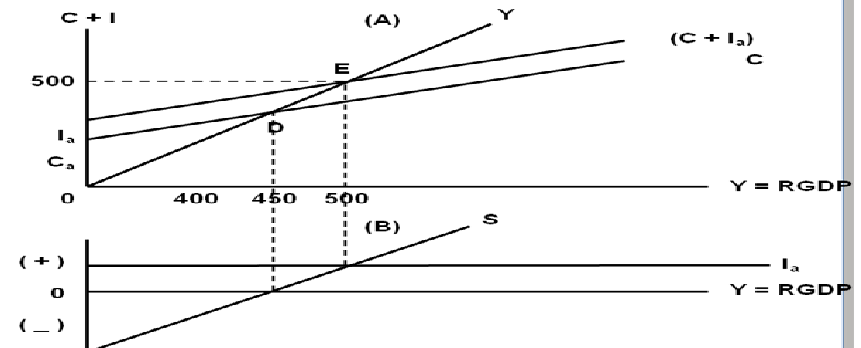 C + I (A) Y
(C + Iₐ)
C
E
500
D
Iₐ
Cₐ
Y = RGDP
0 400 450 500
(B) S
(+) Iₐ
0 Y = RGDP
(_)